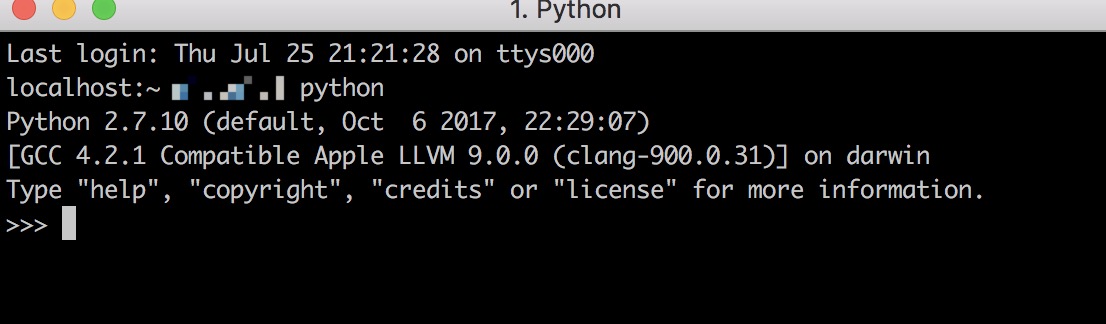 1. Python
Last login: Thu Jul 25 21:21:28 on ttys000
localhost:~ python
Python 2.7.10 (default, Oct  6 2017, 22:29:07)
[GCC 4.2.1 Compatible Apple LLVM 9.0.0 (clang-900.0.31)] on darwin
Type "help", "copyright", "credits" or "license" for more information.
>>>